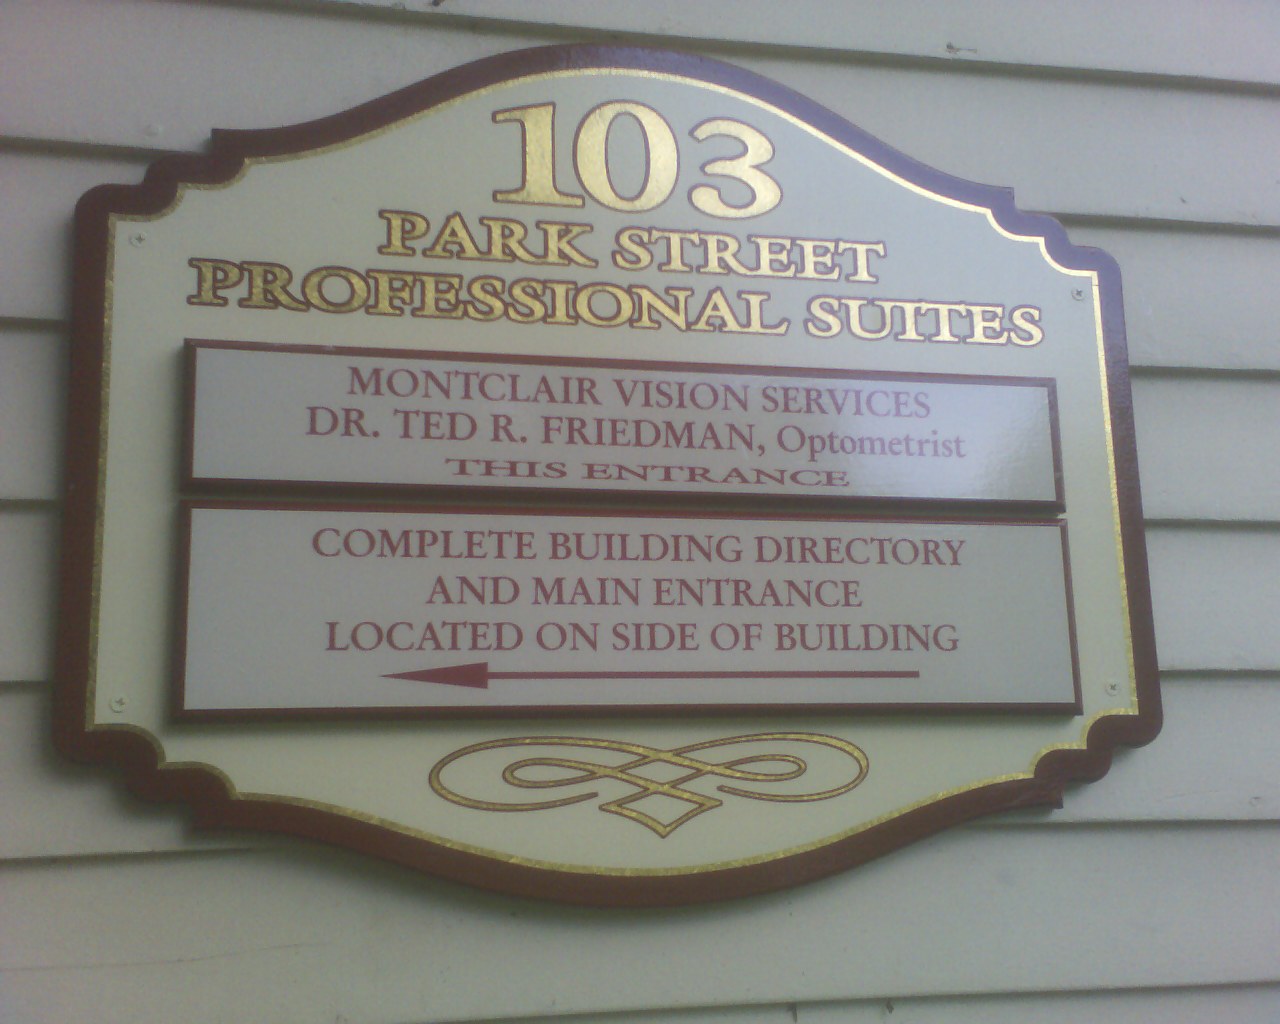 103
PARK STREET
PROFESSIONAL SUITES
MONTCLAIR VISION SERVICES
DR. TED R. FRIEDMAN, Optometrist
THIS ENTRANCE
COMPLETE BUILDING DIRECTORY
AND MAIN ENTRANCE
LOCATED ON SIDE OF BUILDING